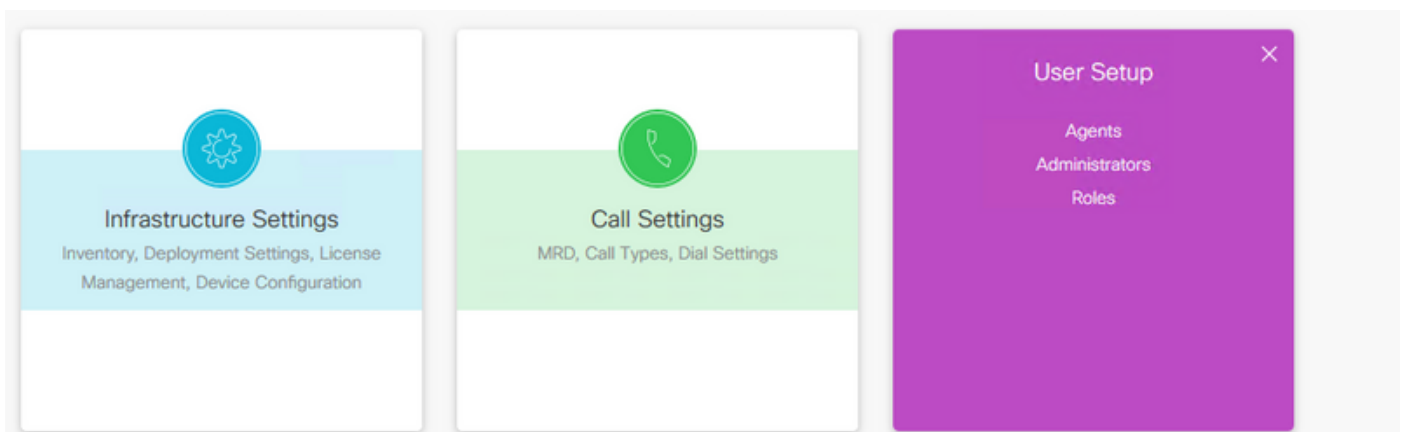 Infrastructure Settings
Inventory, Deployment Settings, License
Management, Device Configuration
Call Settings
MRD, Call Types, Dial Settings
User Setup
Agents
Administrators
Roles